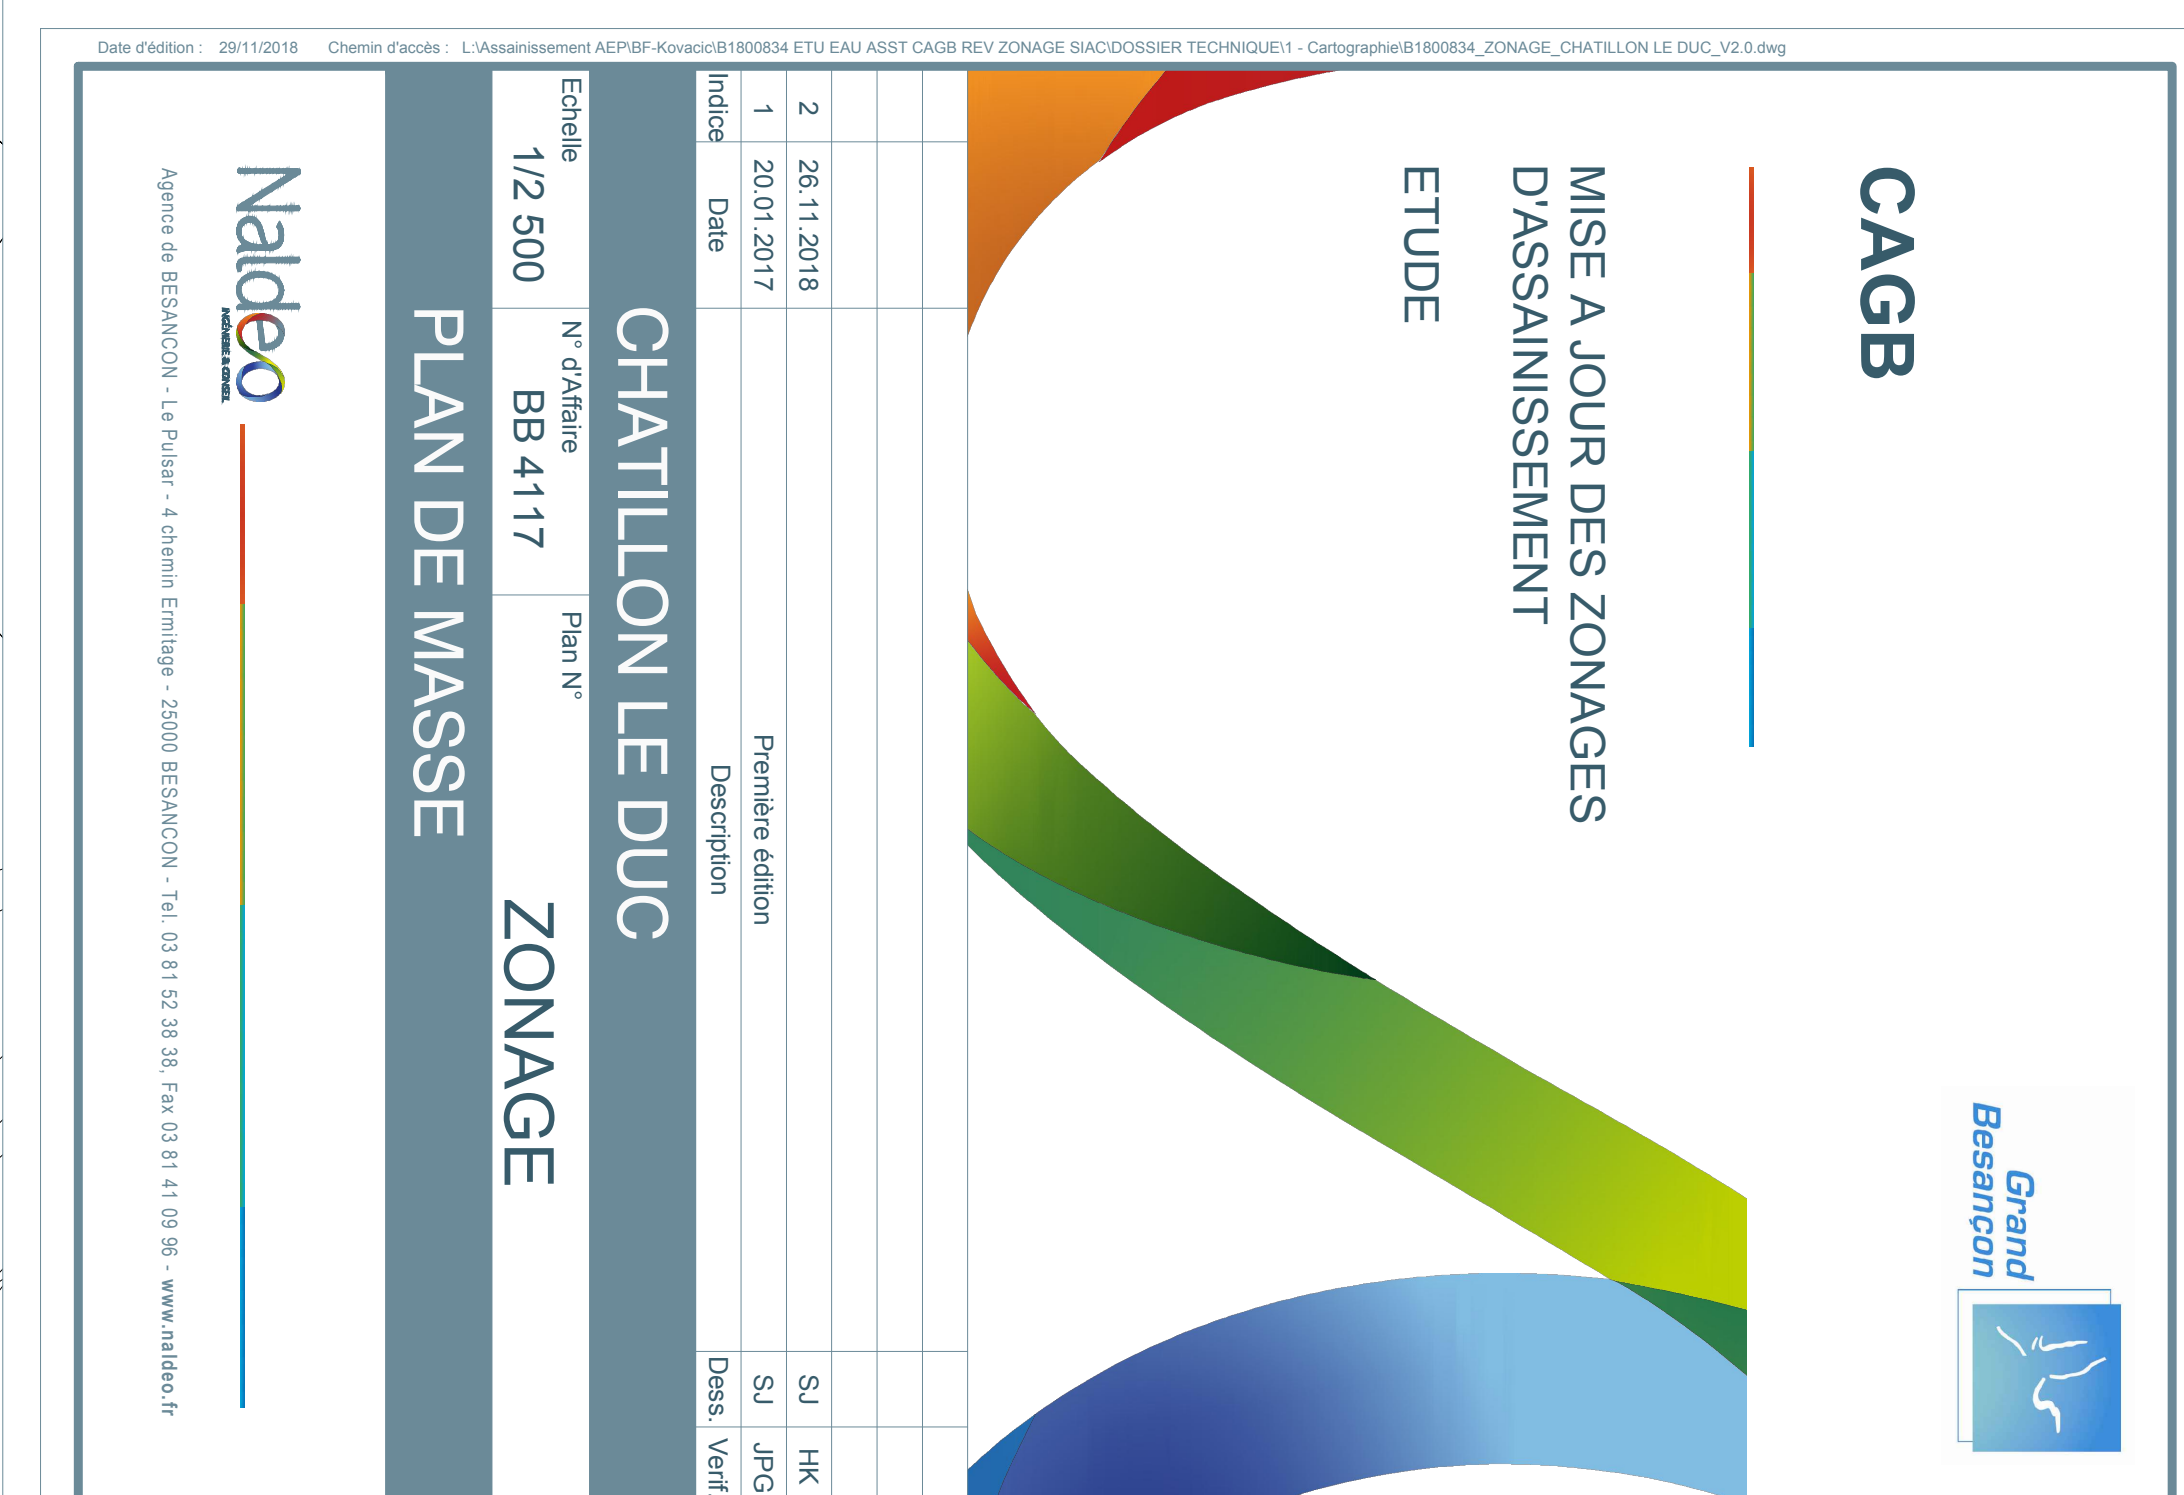 Date d'édition : 29/11/2018 Chemin d'accès : L:\Assainissement AEP\BF-Kovacic\B1800834 ETU EAU ASST CAGB REV ZONAGE SIAC\DOSSIER TECHNIQUE\1 - Cartographie\B1800834_ZONAGE_CHATILLON LE DUC_V2.0.dwg
Grand
Besançon
CAGB
MISE A JOUR DES ZONAGES
D'ASSAINISSEMENT
ETUDE
2 26.11.2018 SJ HK
1 20.01.2017 Première édition SJ JPG
Indice Date Description Dess. Verif.
CHATILLON LE DUC
Echelle N° d'Affaire Plan N°
1/2 500 BB 4117 ZONAGE
PLAN DE MASSE
Naldeo
INGÉNIERIE & CONSEIL
Agence de BESANCON - Le Pulsar - 4 chemin Ermitage - 25000 BESANCON - Tel. 03 81 52 38 38, Fax 03 81 41 09 96 - www.naldeo.fr